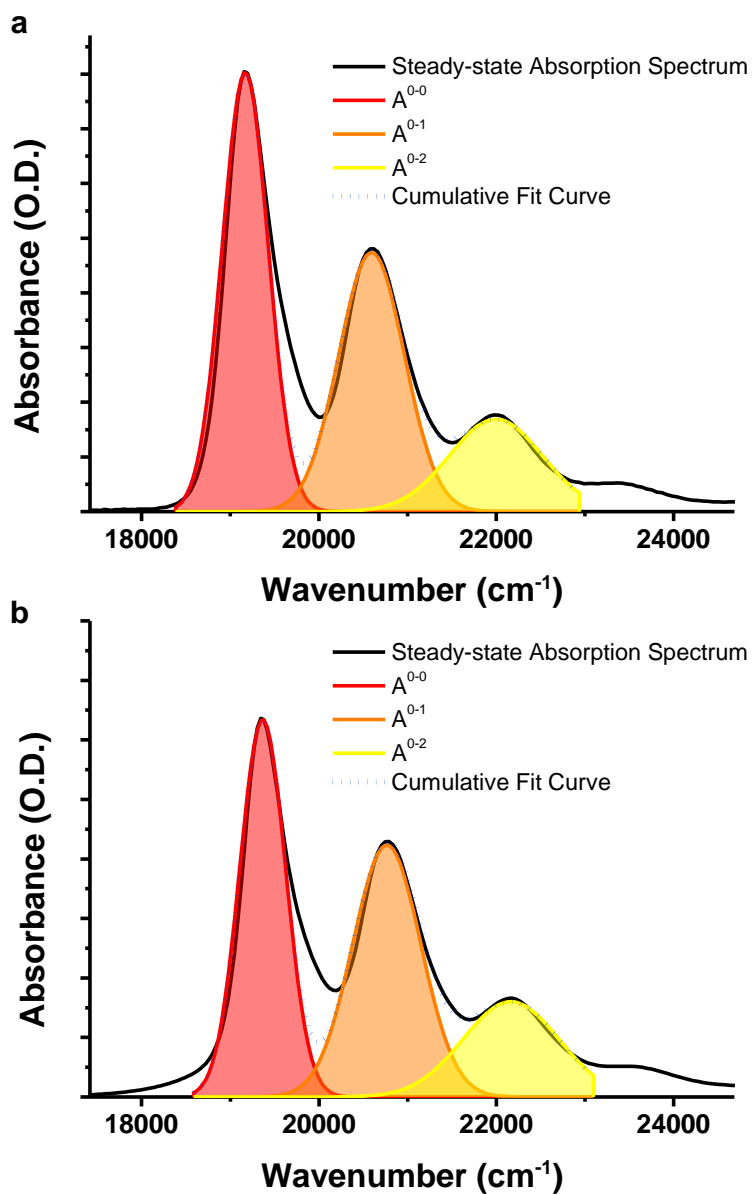 a
Absorbance (O.D.)
Steady-state Absorption Spectrum
A⁰⁻⁰
A⁰⁻¹
A⁰⁻²
Cumulative Fit Curve
18000 20000 22000 24000
Wavenumber (cm⁻¹)
b
Absorbance (O.D.)
Steady-state Absorption Spectrum
A⁰⁻⁰
A⁰⁻¹
A⁰⁻²
Cumulative Fit Curve
18000 20000 22000 24000
Wavenumber (cm⁻¹)